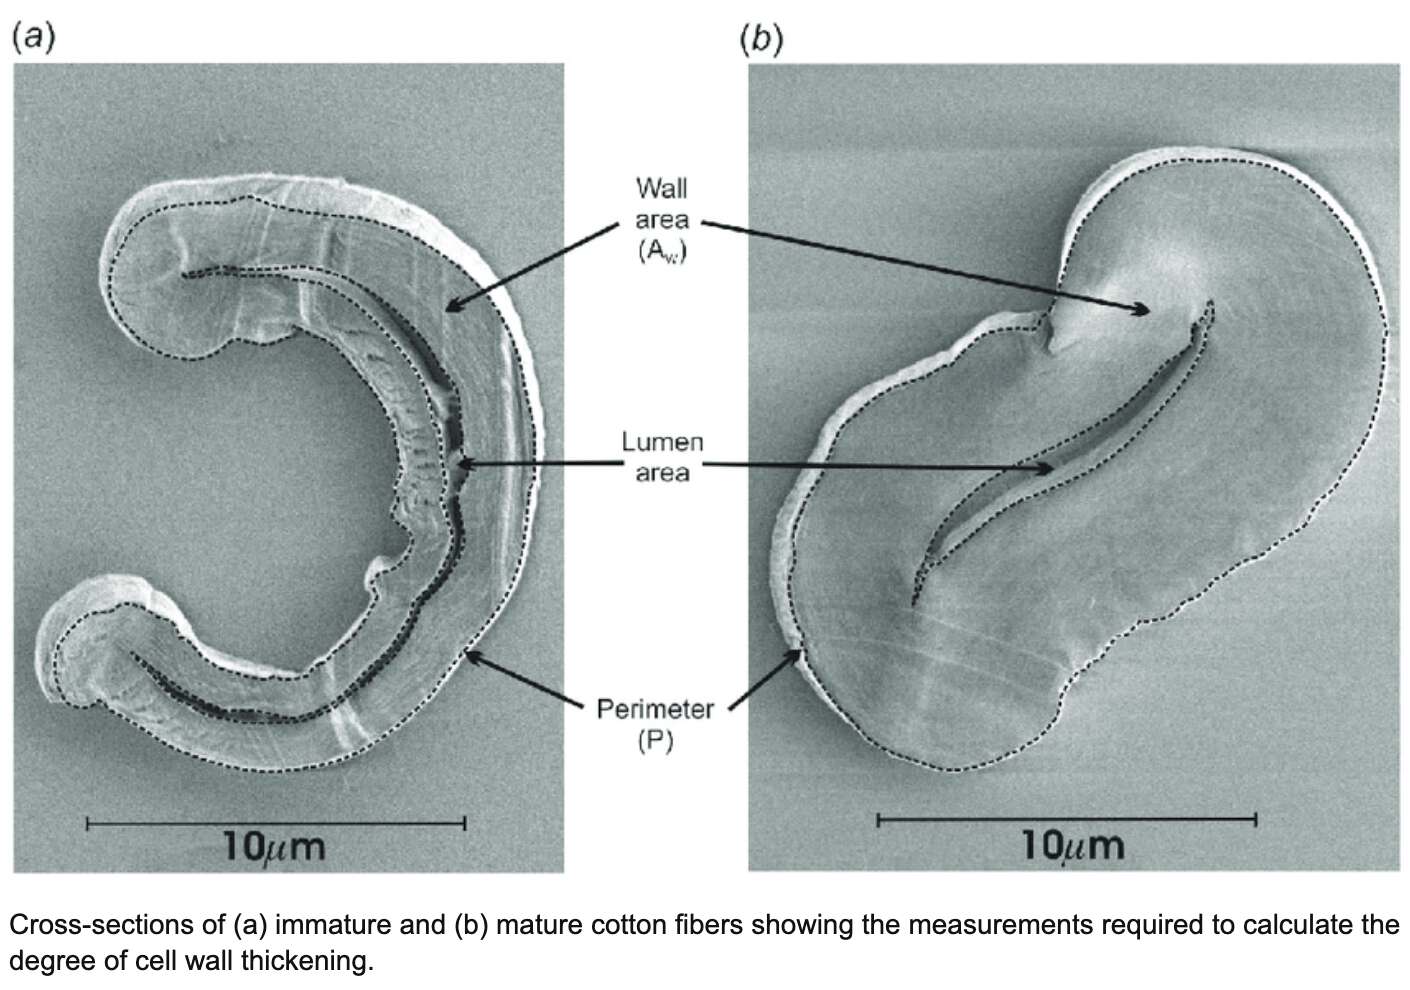 (a)
(b)
Wall
area
(A_w)
Lumen
area
Perimeter
(P)
10μm
10μm
Cross-sections of (a) immature and (b) mature cotton fibers showing the measurements required to calculate the
degree of cell wall thickening.